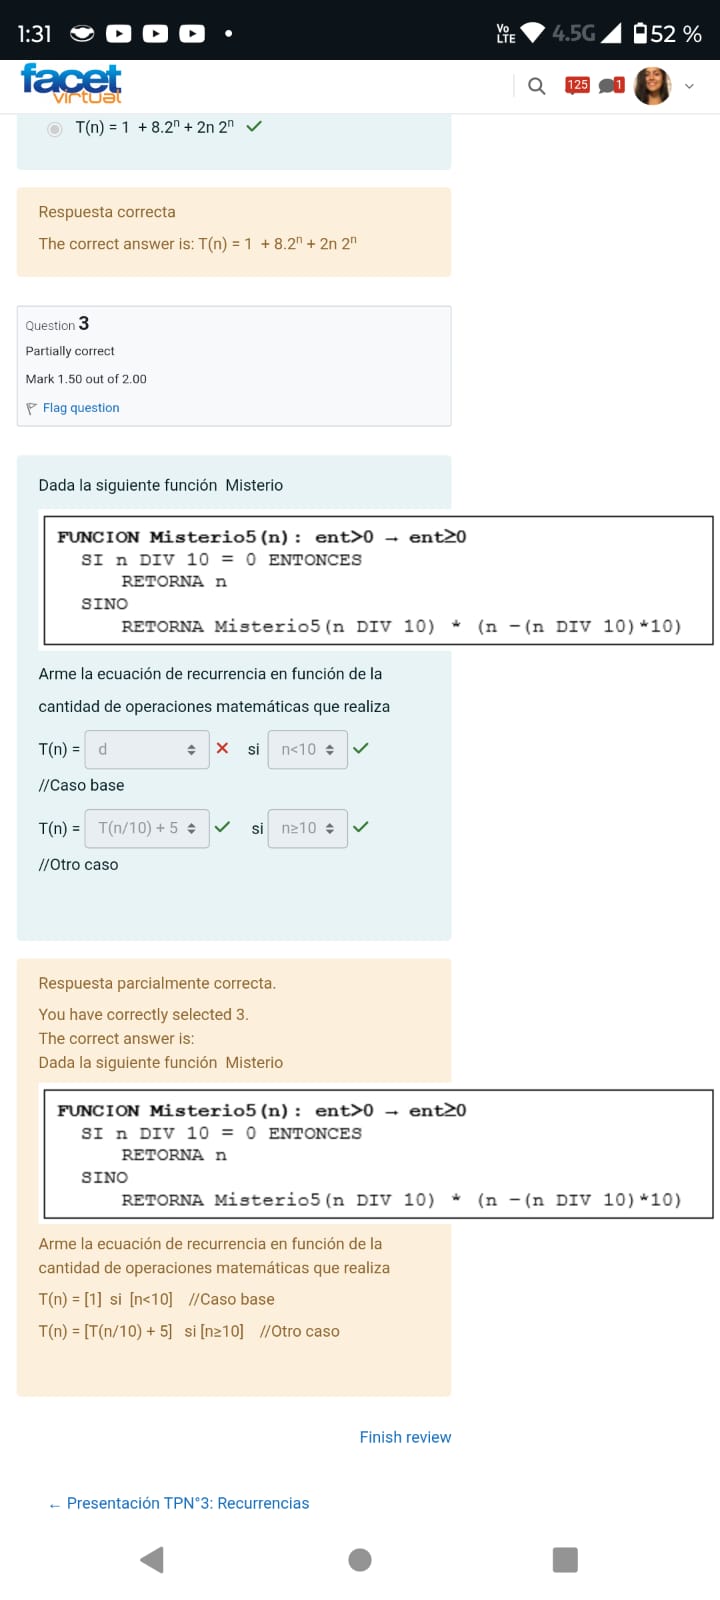 1:31
Vo LTE 4.5G 52 %
facet
virtual
125 1
T(n) = 1 + 8.2ⁿ + 2n 2ⁿ
Respuesta correcta
The correct answer is: T(n) = 1 + 8.2ⁿ + 2n 2ⁿ
Question 3
Partially correct
Mark 1.50 out of 2.00
Flag question
Dada la siguiente función Misterio
FUNCION Misterio5(n): ent>0 → ent≥0
SI n DIV 10 = 0 ENTONCES
RETORNA n
SINO
RETORNA Misterio5(n DIV 10) * (n -(n DIV 10)*10)
Arme la ecuación de recurrencia en función de la
cantidad de operaciones matemáticas que realiza
T(n) = d si n<10
//Caso base
T(n) = T(n/10) + 5 si n≥10
//Otro caso
Respuesta parcialmente correcta.
You have correctly selected 3.
The correct answer is:
Dada la siguiente función Misterio
FUNCION Misterio5(n): ent>0 → ent≥0
SI n DIV 10 = 0 ENTONCES
RETORNA n
SINO
RETORNA Misterio5(n DIV 10) * (n -(n DIV 10)*10)
Arme la ecuación de recurrencia en función de la
cantidad de operaciones matemáticas que realiza
T(n) = [1] si [n<10] //Caso base
T(n) = [T(n/10) + 5] si [n≥10] //Otro caso
Finish review
← Presentación TPN°3: Recurrencias